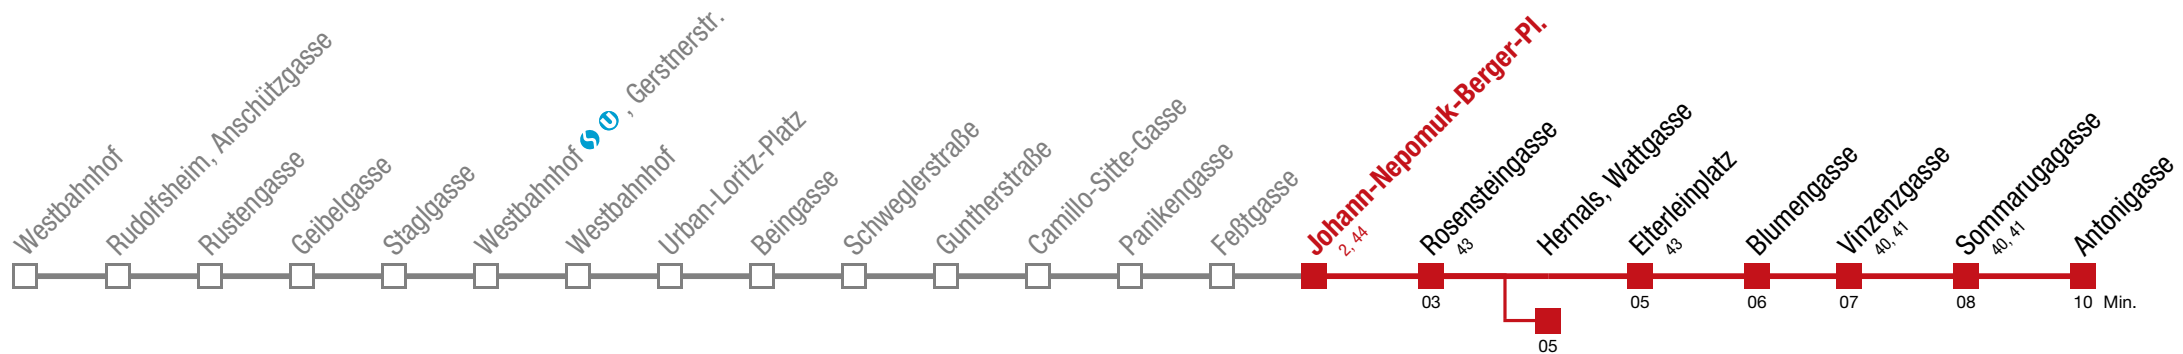 Westbahnhof
Rudolfsheim, Anschützgasse
Rustengasse
Geibelgasse
Staglgasse
Westbahnhof S U , Gerstnerstr.
Westbahnhof
Urban-Loritz-Platz
Beingasse
Schweglerstraße
Guntherstraße
Camillo-Sitte-Gasse
Panikengasse
Feßtgasse
Johann-Nepomuk-Berger-Pl.
2, 44
Rosensteingasse
43
Hernals, Wattgasse
Elterleinplatz
43
Blumengasse
Vinzenzgasse
40, 41
Sommarugagasse
40, 41
Antonigasse
03
05
06
07
08
10 Min.
05